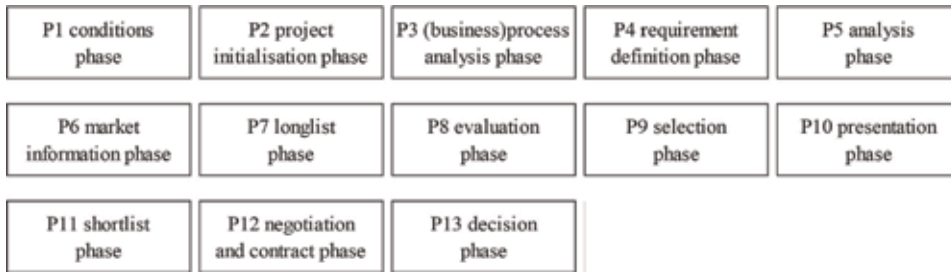 P1 conditions
phase
P2 project
initialisation phase
P3 (business)process
analysis phase
P4 requirement
definition phase
P5 analysis
phase
P6 market
information phase
P7 longlist
phase
P8 evaluation
phase
P9 selection
phase
P10 presentation
phase
P11 shortlist
phase
P12 negotiation
and contract phase
P13 decision
phase